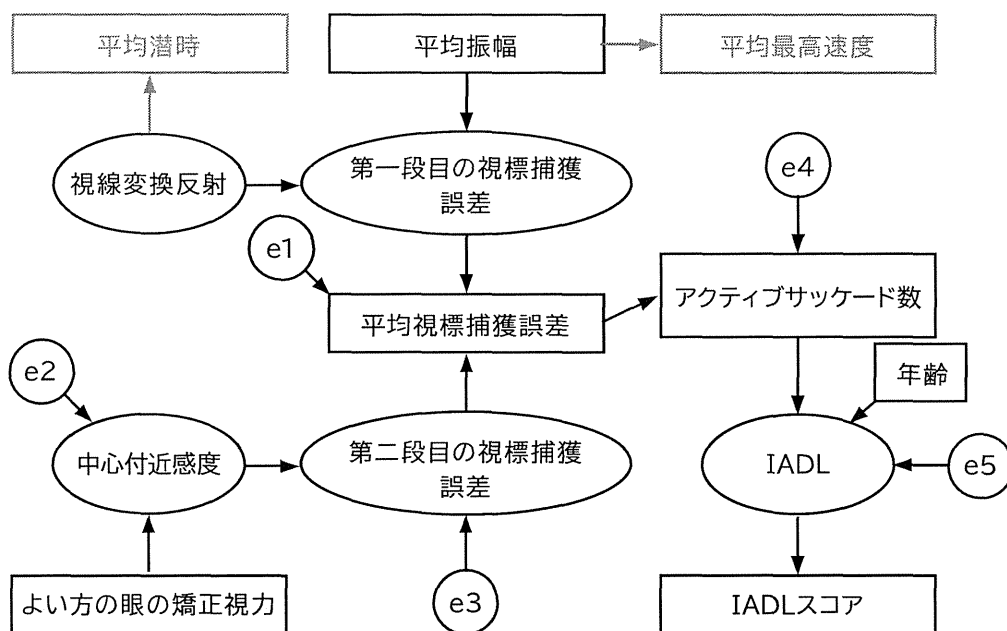 平均潜時
平均振幅
平均最高速度
視線変換反射
第一段目の視標捕獲
誤差
e4
e1
平均視標捕獲誤差
アクティブサッケード数
e2
年齢
中心付近感度
第二段目の視標捕獲
誤差
IADL
e5
よい方の眼の矯正視力
e3
IADLスコア